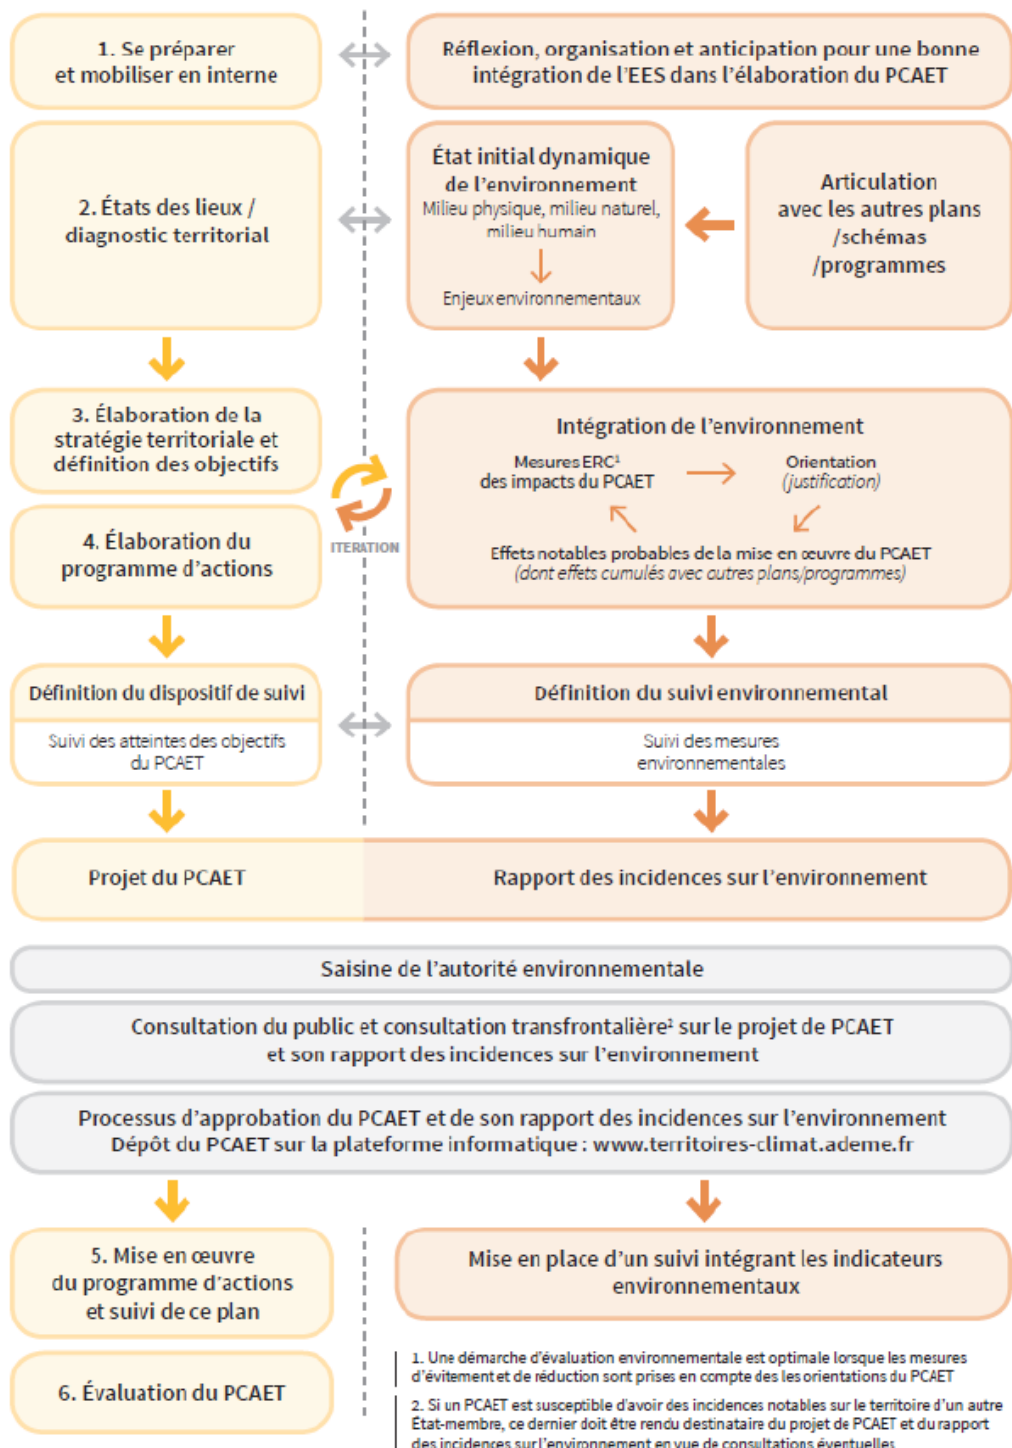 1. Se préparer
et mobiliser en interne
Réflexion, organisation et anticipation pour une bonne
intégration de l'EES dans l'élaboration du PCAET
2. États des lieux /
diagnostic territorial
État initial dynamique
de l'environnement
Milieu physique, milieu naturel,
milieu humain
Enjeux environnementaux
Articulation
avec les autres plans
/schémas
/programmes
3. Élaboration de la
stratégie territoriale et
définition des objectifs
4. Élaboration du
programme d'actions
ITERATION
Intégration de l'environnement
Mesures ERC¹
des impacts du PCAET
Orientation
(justification)
Effets notables probables de la mise en œuvre du PCAET
(dont effets cumulés avec autres plans/programmes)
Définition du dispositif de suivi
Suivi des atteintes des objectifs
du PCAET
Définition du suivi environnemental
Suivi des mesures
environnementales
Projet du PCAET
Rapport des incidences sur l'environnement
Saisine de l'autorité environnementale
Consultation du public et consultation transfrontalière² sur le projet de PCAET
et son rapport des incidences sur l'environnement
Processus d'approbation du PCAET et de son rapport des incidences sur l'environnement
Dépôt du PCAET sur la plateforme informatique : www.territoires-climat.ademe.fr
5. Mise en œuvre
du programme d'actions
et suivi de ce plan
Mise en place d'un suivi intégrant les indicateurs
environnementaux
6. Évaluation du PCAET
1. Une démarche d'évaluation environnementale est optimale lorsque les mesures
d'évitement et de réduction sont prises en compte des les orientations du PCAET
2. Si un PCAET est susceptible d'avoir des incidences notables sur le territoire d'un autre
État-membre, ce dernier doit être rendu destinataire du projet de PCAET et du rapport
des incidences sur l'environnement en vue de consultations éventuelles